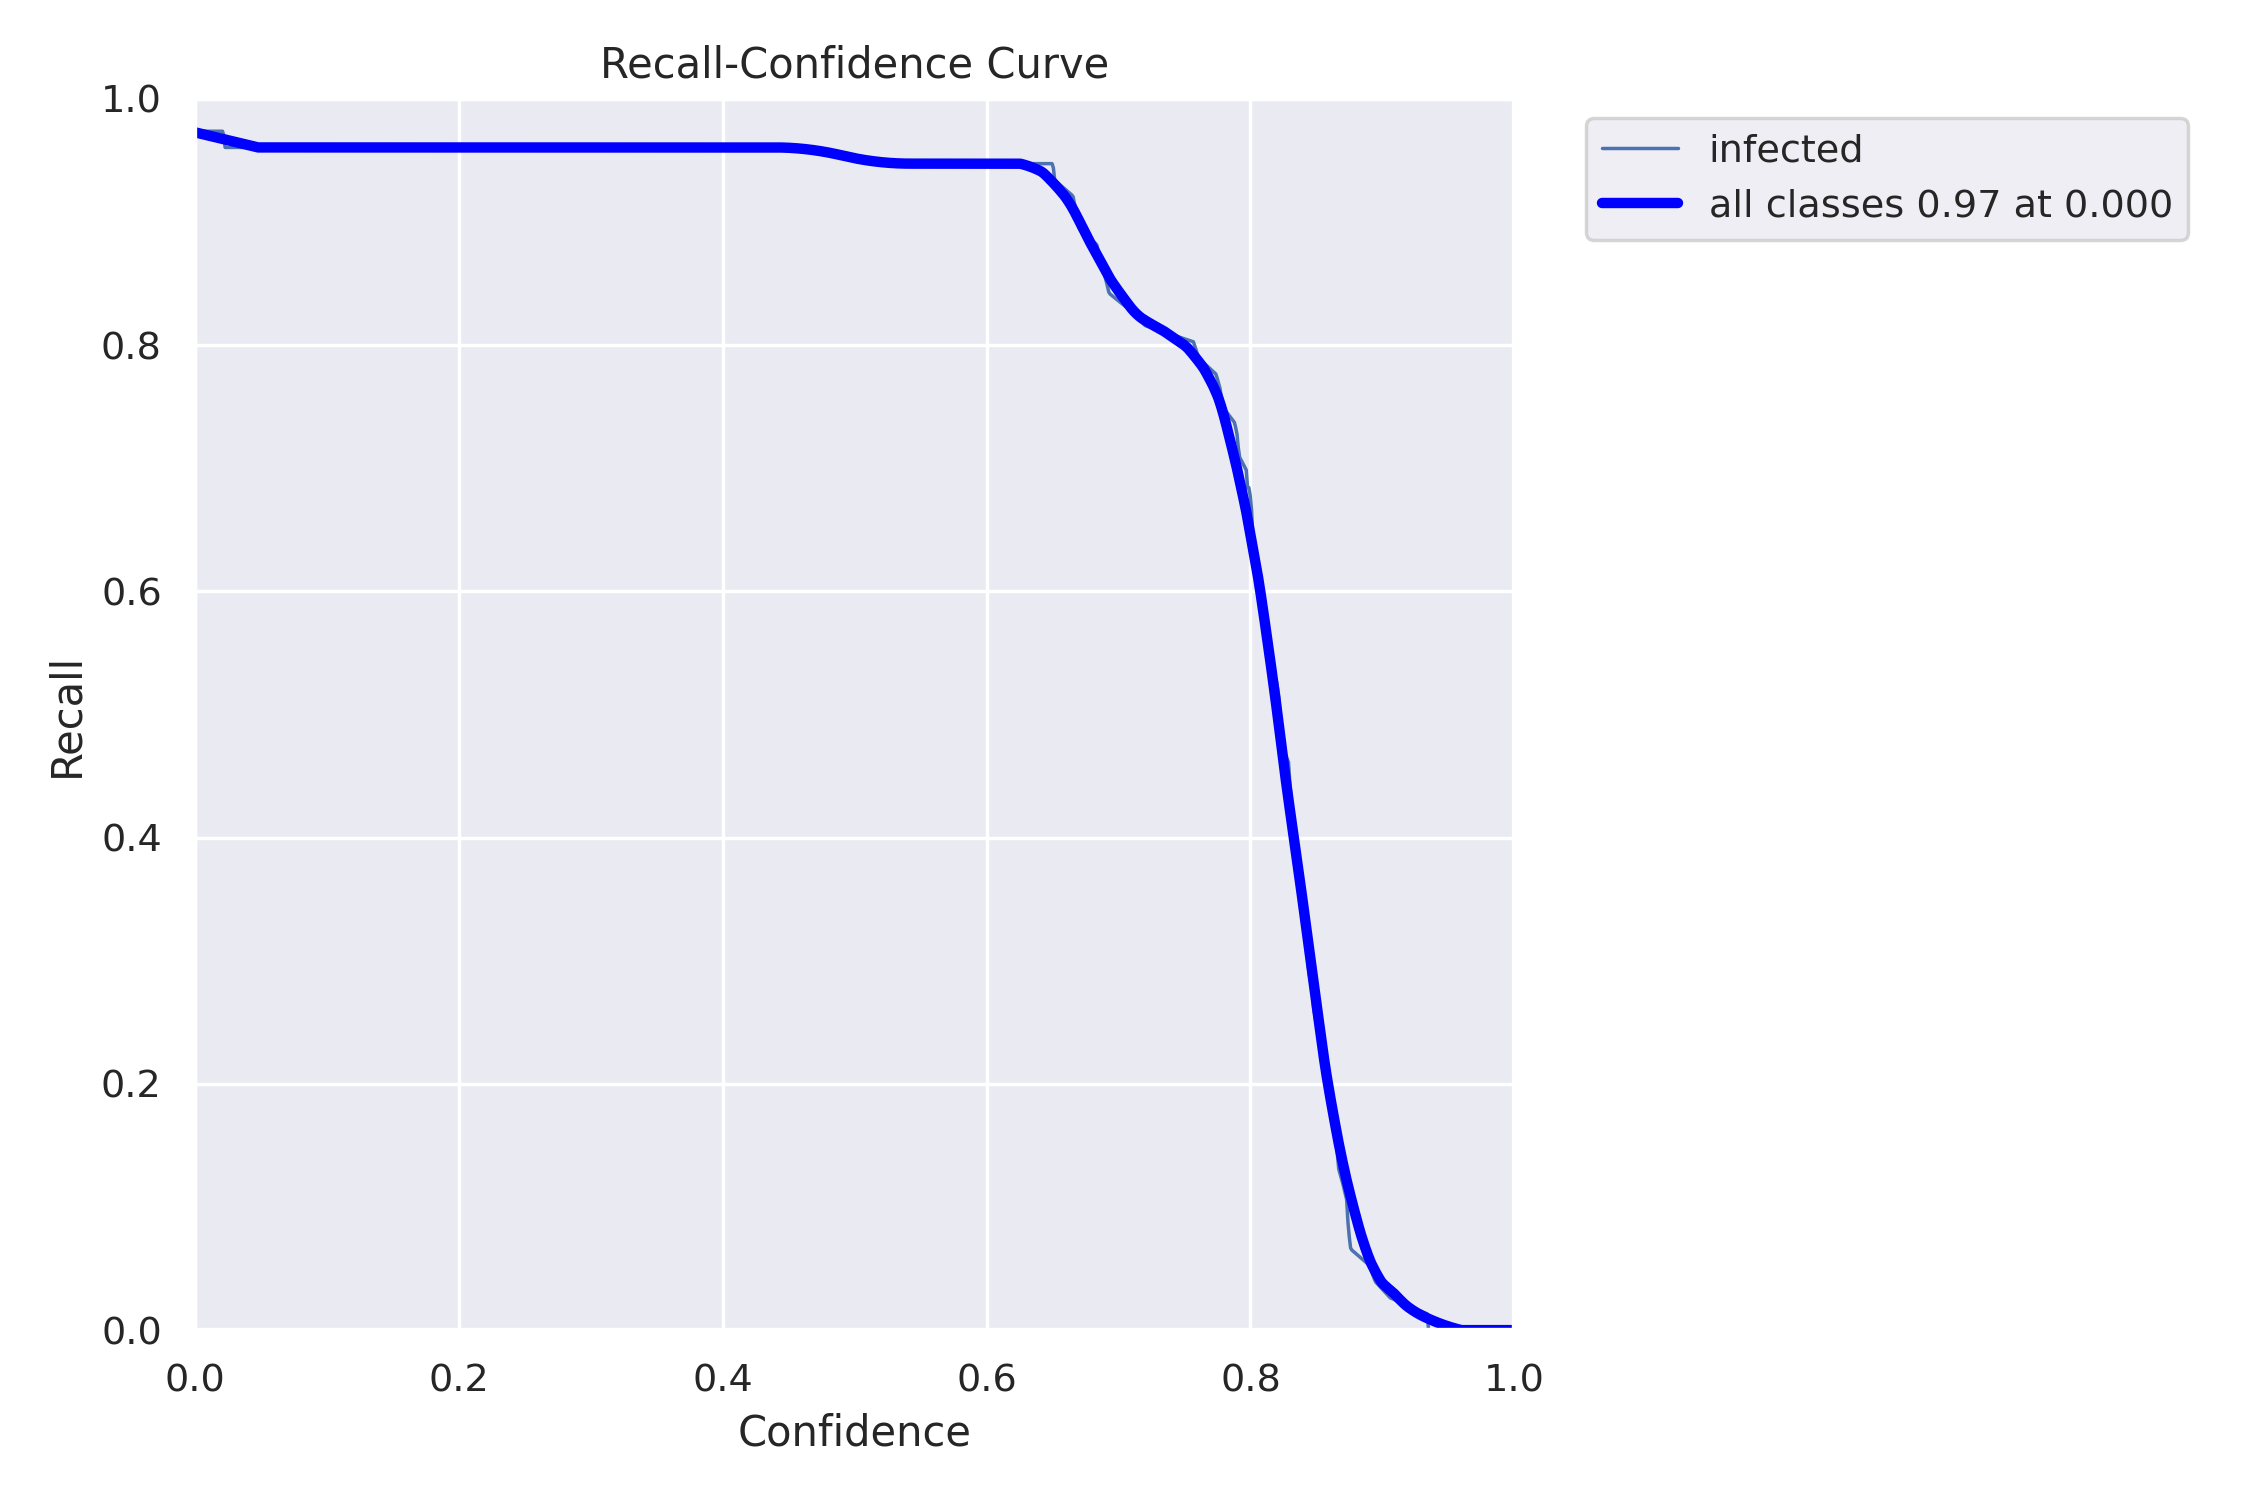 Recall-Confidence Curve
1.0
0.8
0.6
0.4
0.2
0.0
Recall
0.0 0.2 0.4 0.6 0.8 1.0
Confidence
infected
all classes 0.97 at 0.000